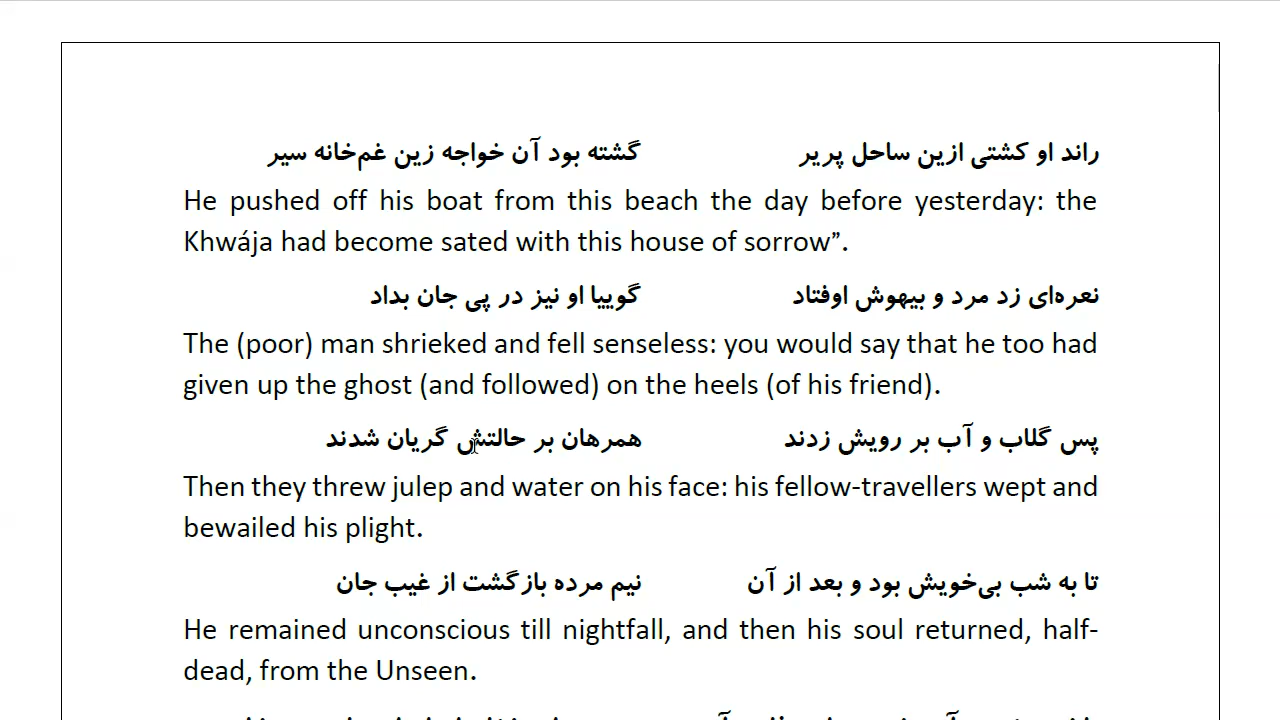 راند او کشتی ازین ساحل پریر گشته بود آن خواجه زین غم‌خانه سیر
He pushed off his boat from this beach the day before yesterday: the
Khwája had become sated with this house of sorrow”.
نعره‌ای زد مرد و بیهوش اوفتاد گوییا او نیز در پی جان بداد
The (poor) man shrieked and fell senseless: you would say that he too had
given up the ghost (and followed) on the heels (of his friend).
پس گلاب و آب بر رویش زدند همرهان بر حالتش گریان شدند
Then they threw julep and water on his face: his fellow-travellers wept and
bewailed his plight.
تا به شب بی‌خویش بود و بعد از آن نیم مرده بازگشت از غیب جان
He remained unconscious till nightfall, and then his soul returned, half-
dead, from the Unseen.